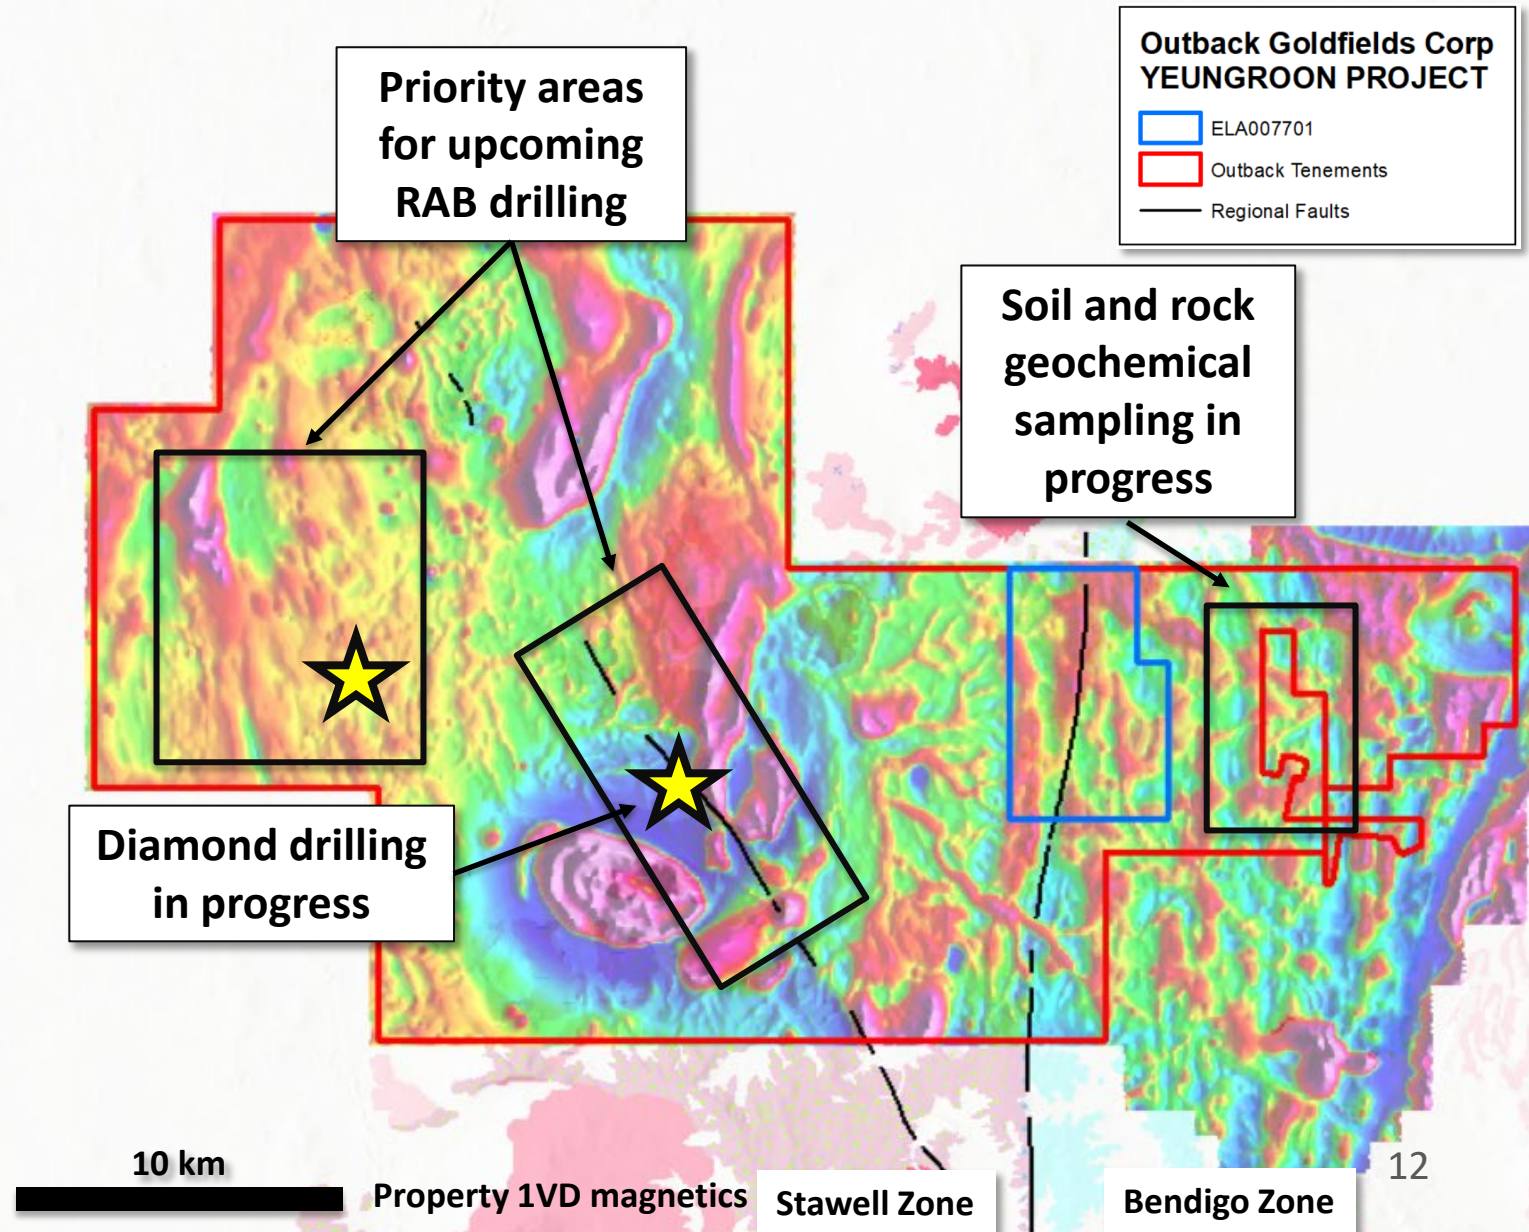 Outback Goldfields Corp
YEUNGROON PROJECT
ELA007701
Outback Tenements
Regional Faults
Priority areas
for upcoming
RAB drilling
Soil and rock
geochemical
sampling in
progress
Diamond drilling
in progress
10 km
Property 1VD magnetics
Stawell Zone
Bendigo Zone
12